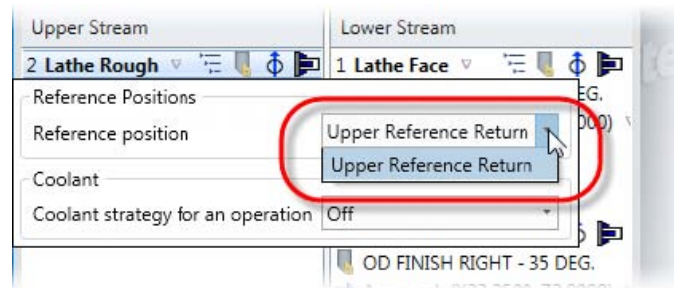 Upper Stream
Lower Stream
2 Lathe Rough
1 Lathe Face
Reference Positions
EG.
Reference position
Upper Reference Return
000)
Upper Reference Return
Coolant
Coolant strategy for an operation
Off
OD FINISH RIGHT - 35 DEG.